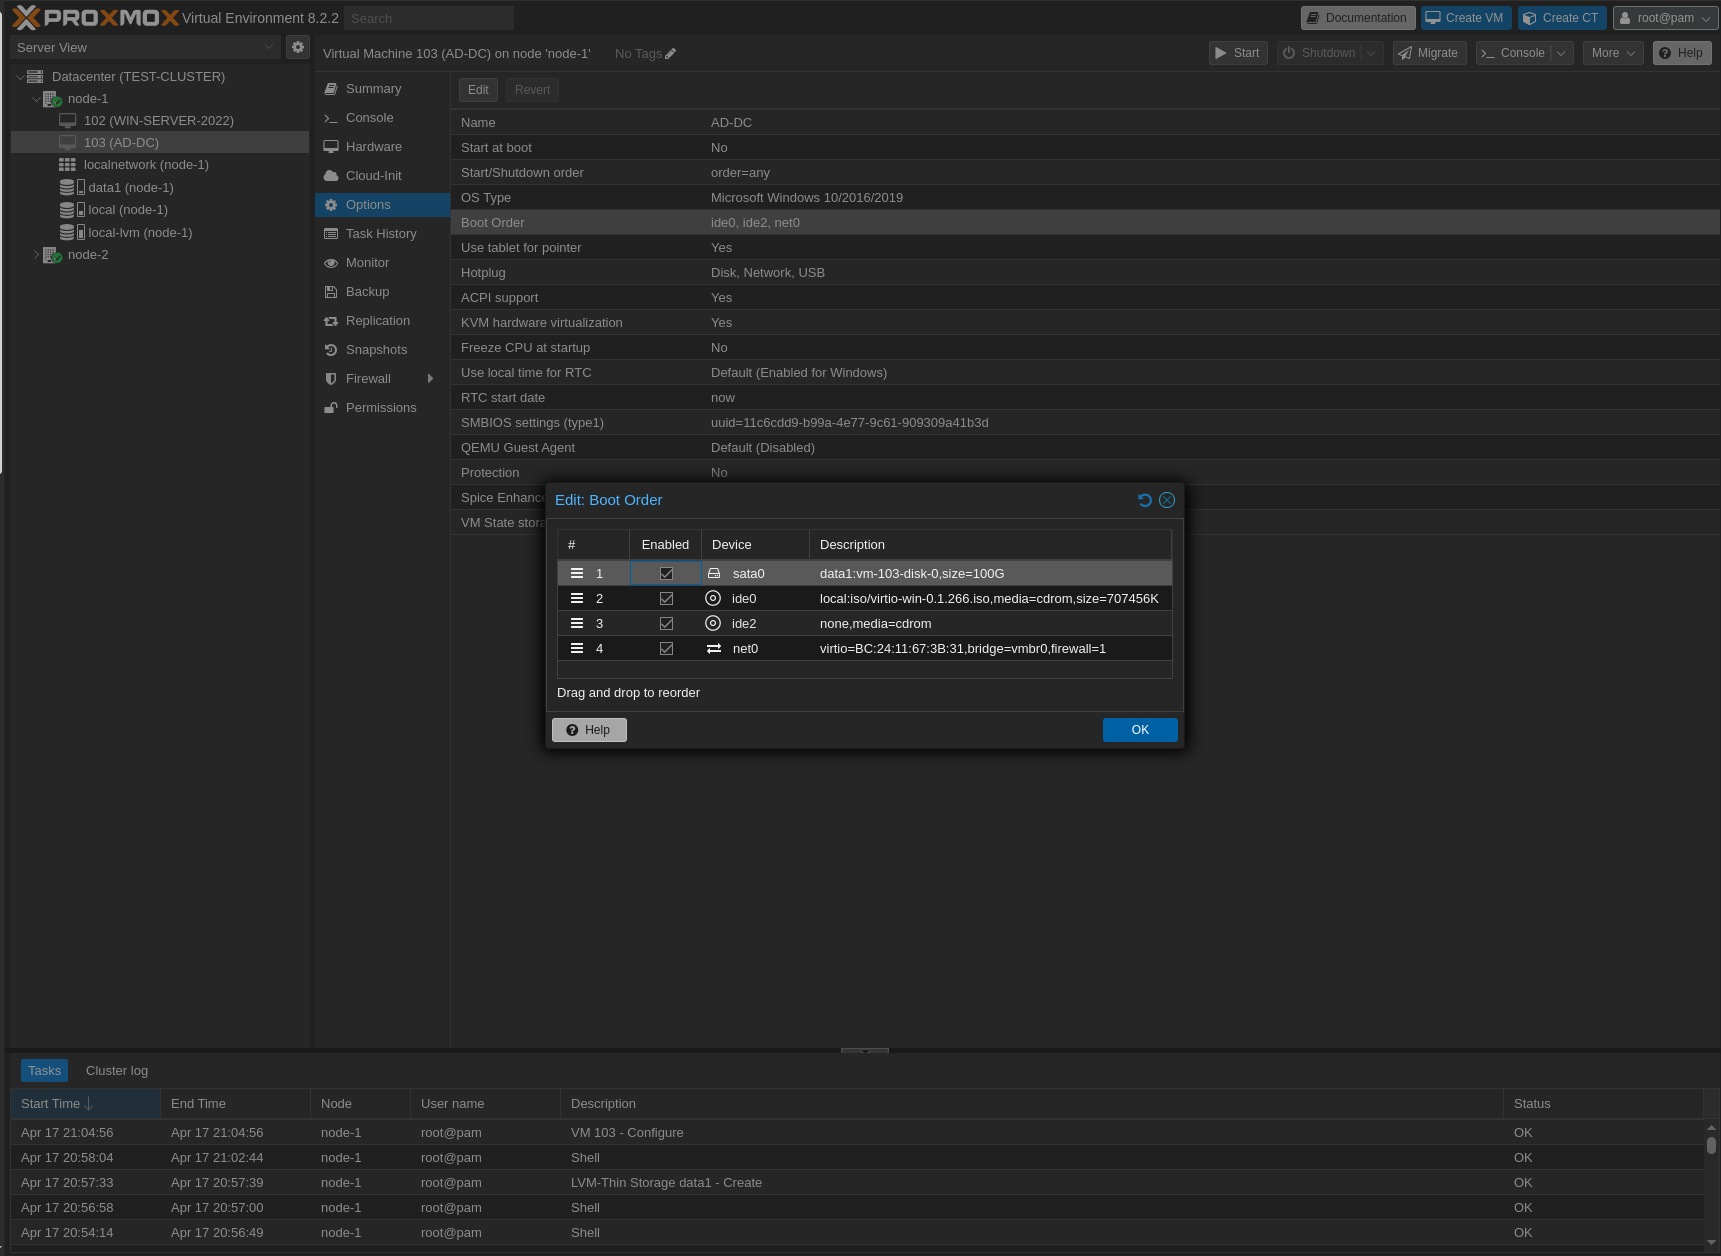 PROXMOX Virtual Environment 8.2.2 Search Documentation Create VM Create CT root@pam
Server View
Virtual Machine 103 (AD-DC) on node 'node-1' No Tags Start Shutdown Migrate Console More Help
Datacenter (TEST-CLUSTER)
node-1
102 (WIN-SERVER-2022)
103 (AD-DC)
localnetwork (node-1)
data1 (node-1)
local (node-1)
local-lvm (node-1)
node-2
Summary
Console
Hardware
Cloud-Init
Options
Task History
Monitor
Backup
Replication
Snapshots
Firewall
Permissions
Edit Revert
Name AD-DC
Start at boot No
Start/Shutdown order order=any
OS Type Microsoft Windows 10/2016/2019
Boot Order ide0, ide2, net0
Use tablet for pointer Yes
Hotplug Disk, Network, USB
ACPI support Yes
KVM hardware virtualization Yes
Freeze CPU at startup No
Use local time for RTC Default (Enabled for Windows)
RTC start date now
SMBIOS settings (type1) uuid=11c6cdd9-b99a-4e77-9c61-909309a41b3d
QEMU Guest Agent Default (Disabled)
Protection No
Spice Enhance
VM State stora
Edit: Boot Order
# Enabled Device Description
1 sata0 data1:vm-103-disk-0,size=100G
2 ide0 local:iso/virtio-win-0.1.266.iso,media=cdrom,size=707456K
3 ide2 none,media=cdrom
4 net0 virtio=BC:24:11:67:3B:31,bridge=vmbr0,firewall=1
Drag and drop to reorder
Help OK
Tasks Cluster log
Start Time End Time Node User name Description Status
Apr 17 21:04:56 Apr 17 21:04:56 node-1 root@pam VM 103 - Configure OK
Apr 17 20:58:04 Apr 17 21:02:44 node-1 root@pam Shell OK
Apr 17 20:57:33 Apr 17 20:57:39 node-1 root@pam LVM-Thin Storage data1 - Create OK
Apr 17 20:56:58 Apr 17 20:57:00 node-1 root@pam Shell OK
Apr 17 20:54:14 Apr 17 20:56:49 node-1 root@pam Shell OK